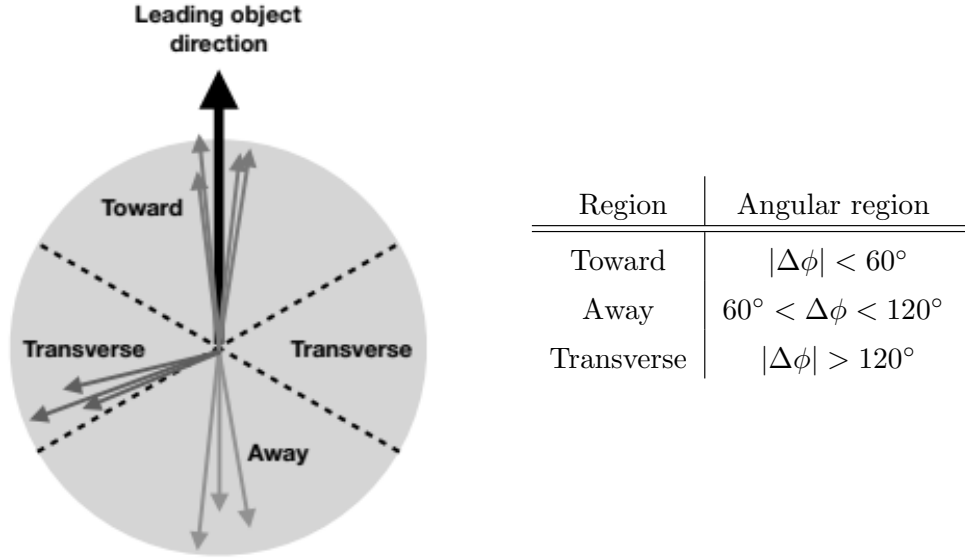 Leading object
direction
Toward
Transverse
Transverse
Away
Region Angular region
Toward |Δϕ| < 60°
Away 60° < Δϕ < 120°
Transverse |Δϕ| > 120°